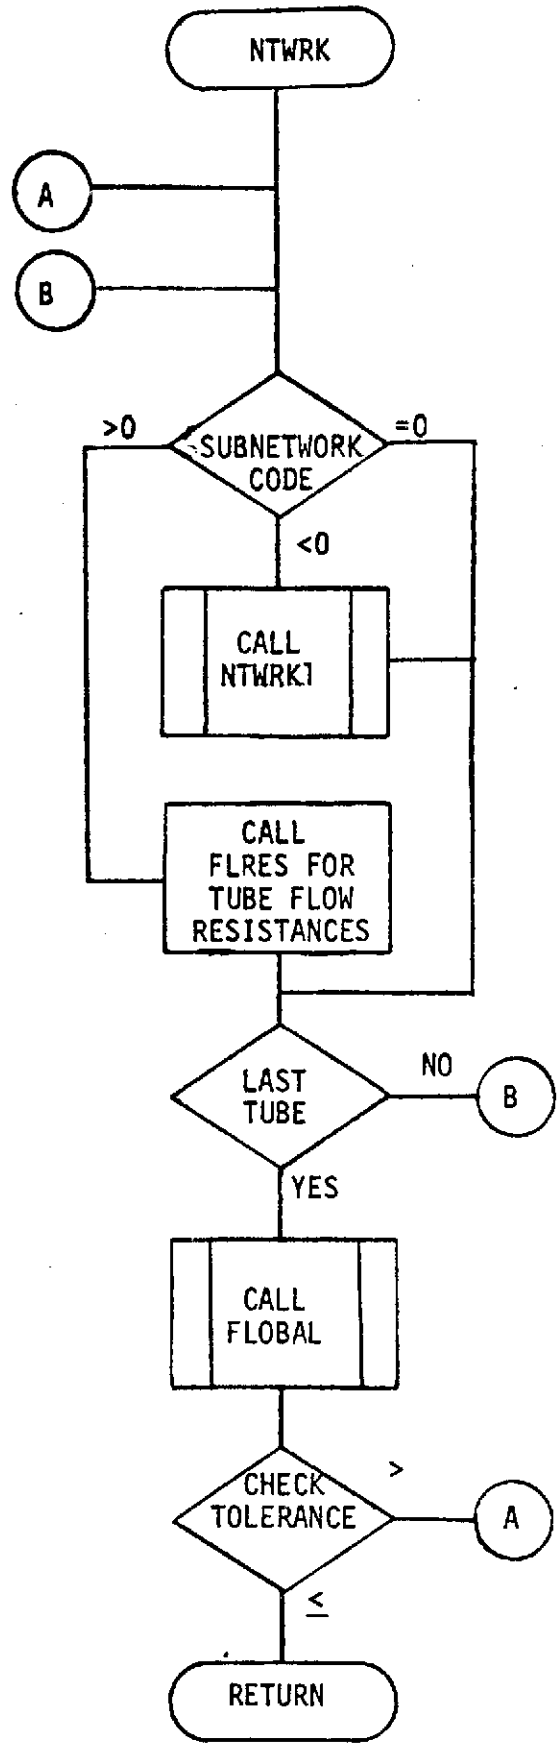 NTWRK
A
B
>0
=0
SUBNETWORK
CODE
<0
CALL
NTWRK1
CALL
FLRES FOR
TUBE FLOW
RESISTANCES
LAST
TUBE
NO
B
YES
CALL
FLOBAL
CHECK
TOLERANCE
>
A
≤
RETURN